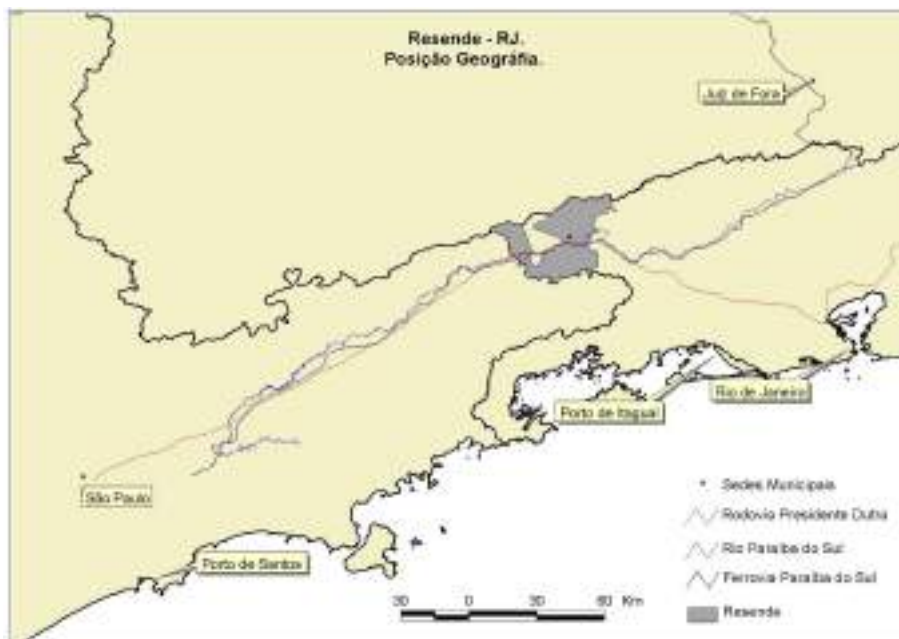 Resende - RJ.
Posição Geográfia.
Juiz de Fora
Rio de Janeiro
Porto de Itaguaí
São Paulo
Porto de Santos
Sedes Municipais
Rodovia Presidente Dutra
Rio Paraíba do Sul
Ferrovia Paraíba do Sul
Resende
30 0 30 60 Km